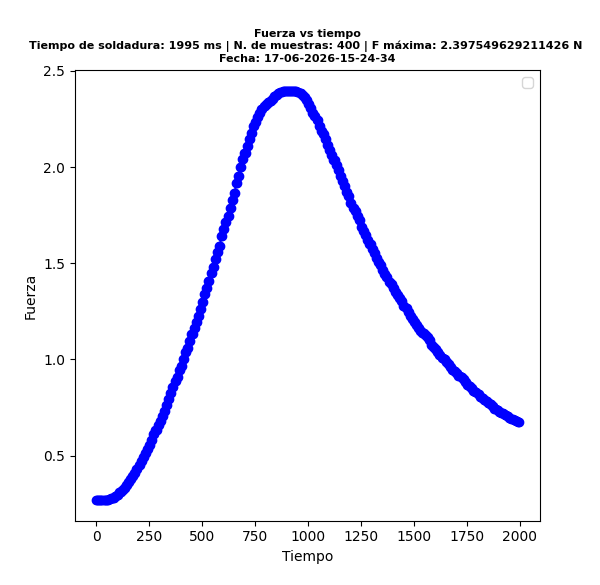 Fuerza vs tiempo
Tiempo de soldadura: 1995 ms | N. de muestras: 400 | F máxima: 2.397549629211426 N
Fecha: 17-06-2026-15-24-34
2.5
2.0
1.5
1.0
0.5
Fuerza
0 250 500 750 1000 1250 1500 1750 2000
Tiempo